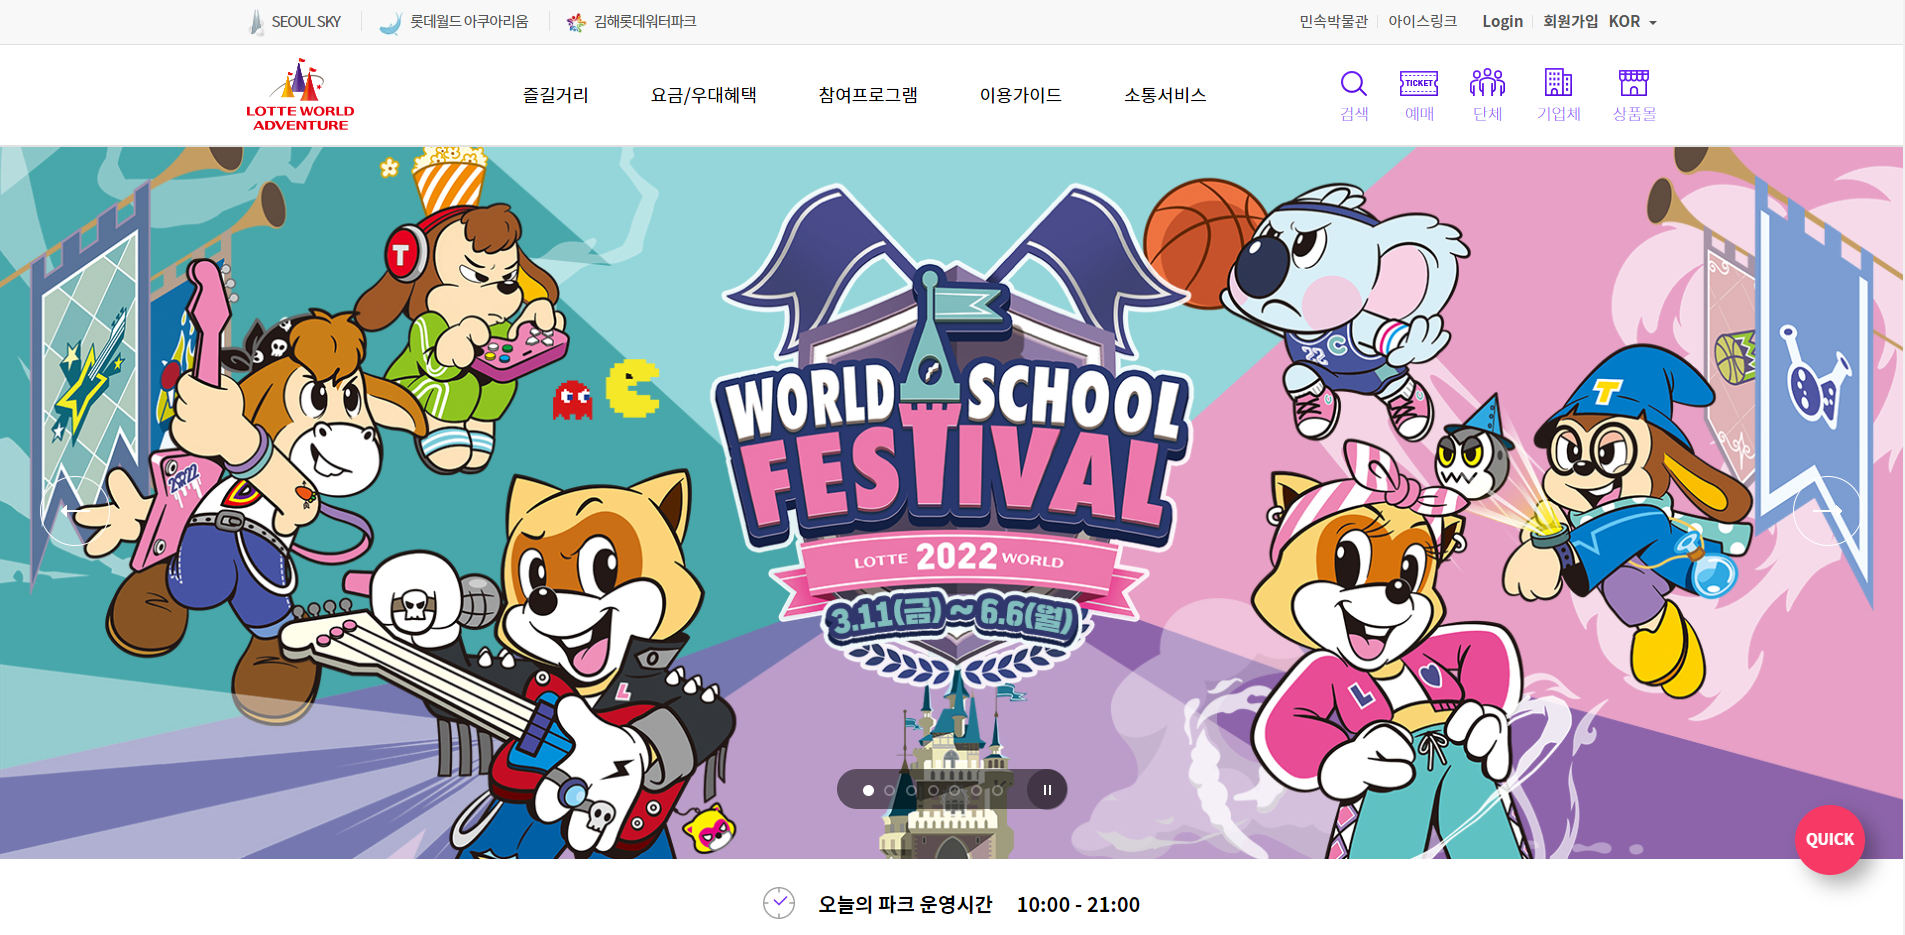 SEOUL SKY
롯데월드 아쿠아리움
김해롯데워터파크
민속박물관
아이스링크
Login
회원가입
KOR
LOTTE WORLD
ADVENTURE
즐길거리
요금/우대혜택
참여프로그램
이용가이드
소통서비스
TICKET
검색
예매
단체
기업체
상품몰
T
22
C
T
WORLD SCHOOL
FESTIVAL
2022
LOTTE 2022 WORLD
3.11(금) ~ 6.6(월)
L
L
QUICK
오늘의 파크 운영시간 10:00 - 21:00